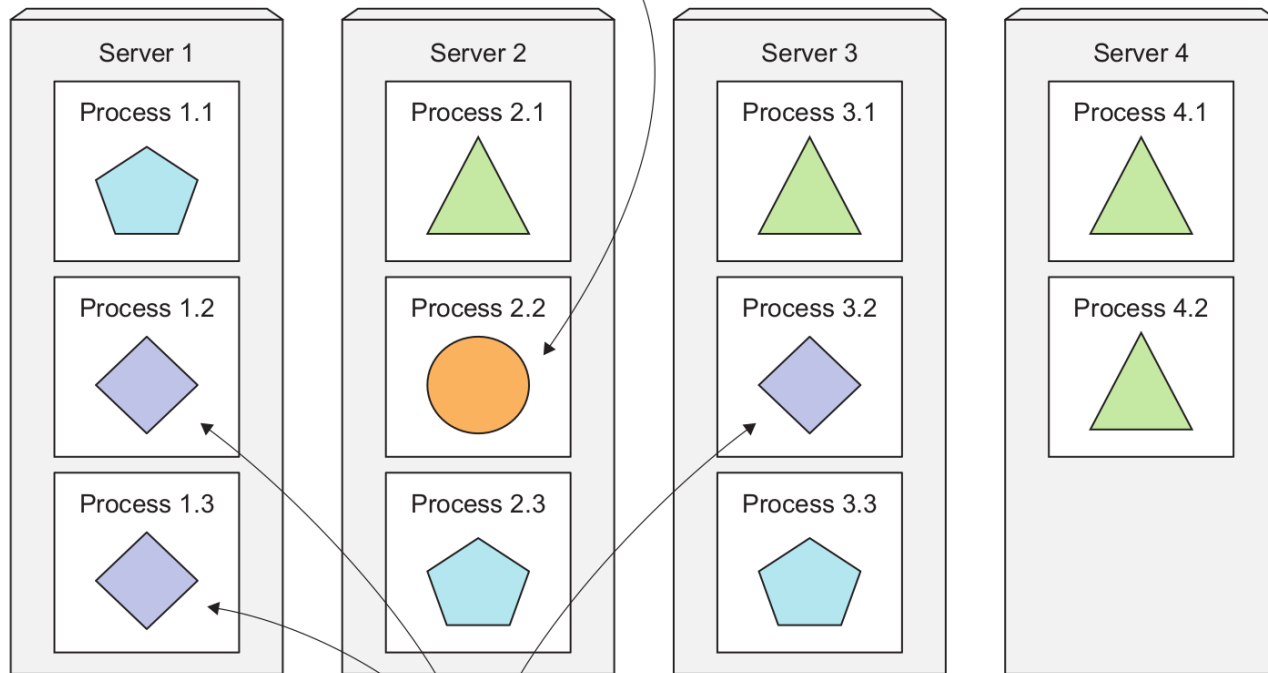 Server 1
Process 1.1
Process 1.2
Process 1.3
Server 2
Process 2.1
Process 2.2
Process 2.3
Server 3
Process 3.1
Process 3.2
Process 3.3
Server 4
Process 4.1
Process 4.2